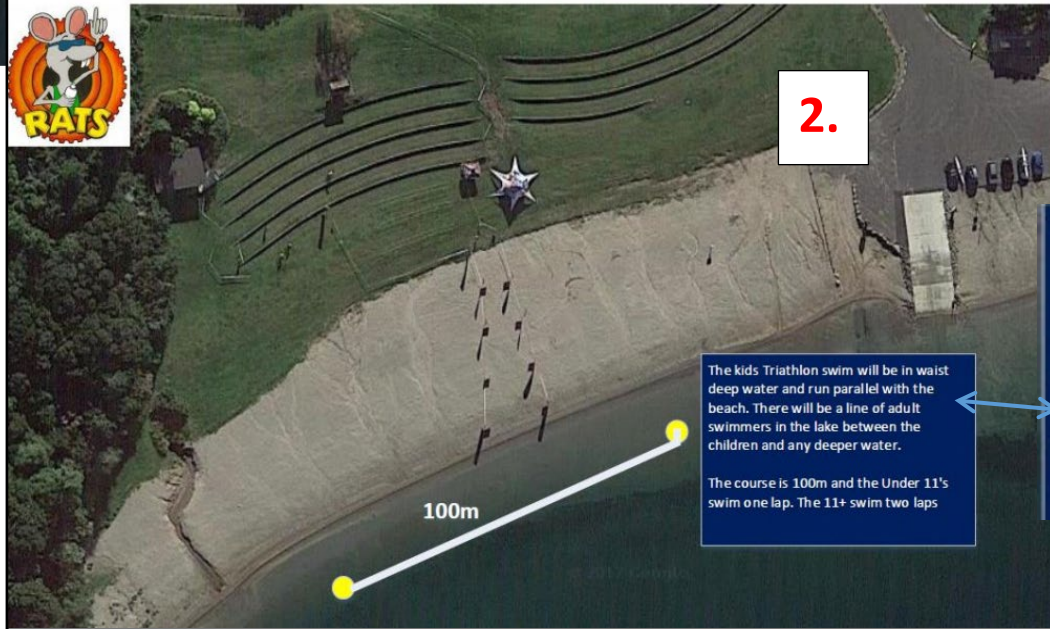 RATS
2.
The kids Triathlon swim will be in waist
deep water and run parallel with the
beach. There will be a line of adult
swimmers in the lake between the
children and any deeper water.
The course is 100m and the Under 11's
swim one lap. The 11+ swim two laps
100m